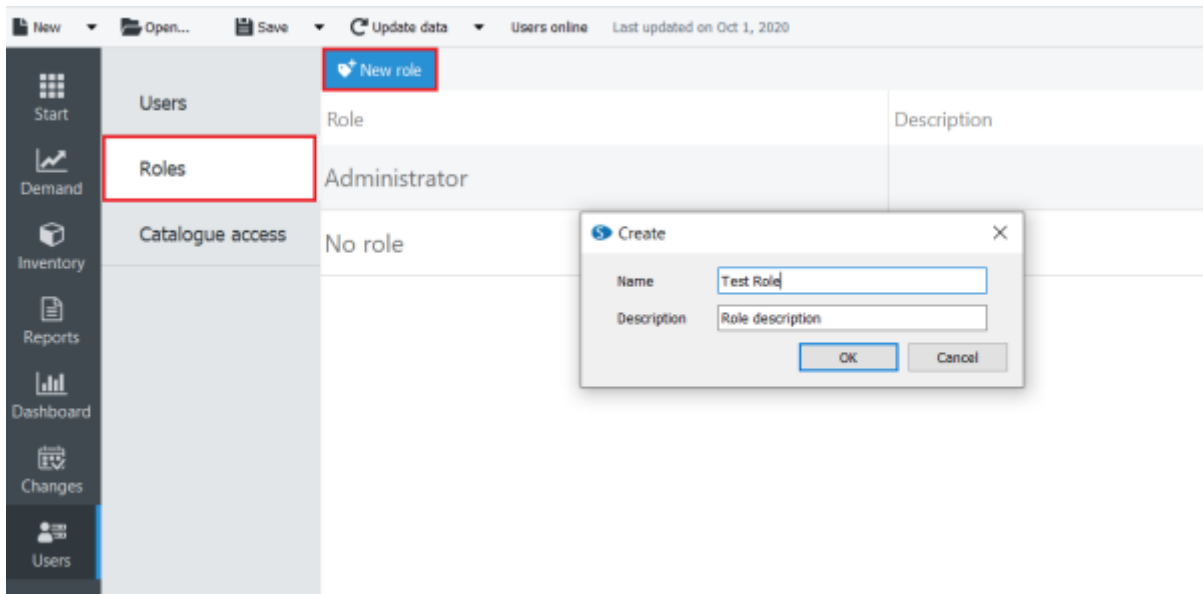 New Open... Save Update data Users online Last updated on Oct 1, 2020
New role
Start
Users
Role Description
Demand
Roles
Administrator
Inventory
Catalogue access
No role
Create
Name Test Role
Description Role description
OK Cancel
Reports
Dashboard
Changes
Users